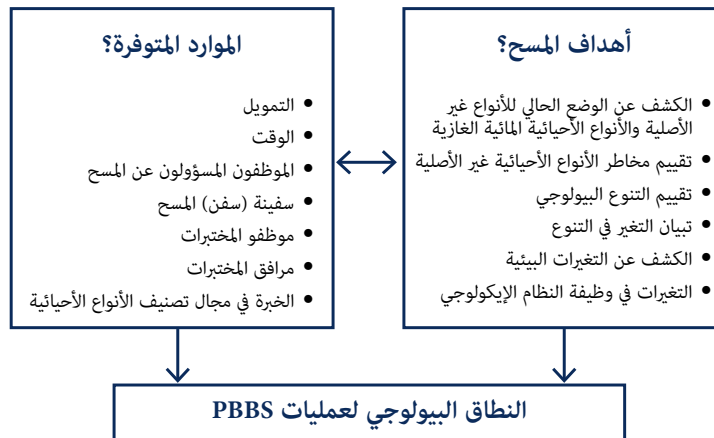 أهداف المسح؟
• الكشف عن الوضع الحالي للأنواع غير
الأصلية والأنواع الأحيائية المائية الغازية
• تقييم مخاطر الأنواع الأحيائية غير الأصلية
• تقييم التنوع البيولوجي
• تبيان التغير في التنوع
• الكشف عن التغيرات البيئية
• التغيرات في وظيفة النظام الإيكولوجي
الموارد المتوفرة؟
• التمويل
• الوقت
• الموظفون المسؤولون عن المسح
• سفينة (سفن) المسح
• موظفو المختبرات
• مرافق المختبرات
• الخبرة في مجال تصنيف الأنواع الأحيائية
النطاق البيولوجي لعمليات PBBS